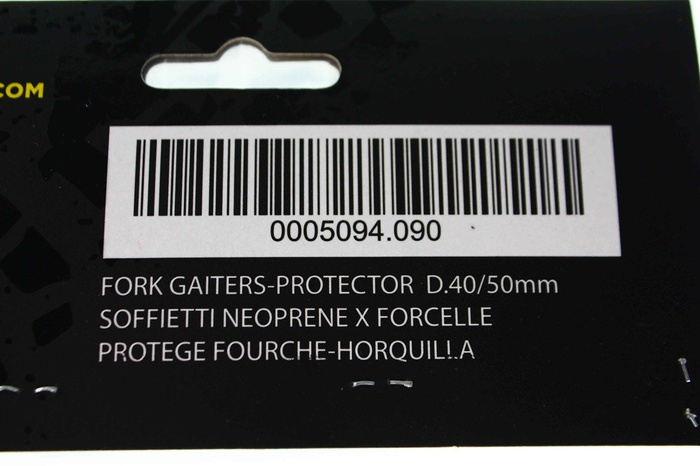 .COM
0005094.090
FORK GAITERS-PROTECTOR D.40/50mm
SOFFIETTI NEOPRENE X FORCELLE
PROTEGE FOURCHE-HORQUILLA